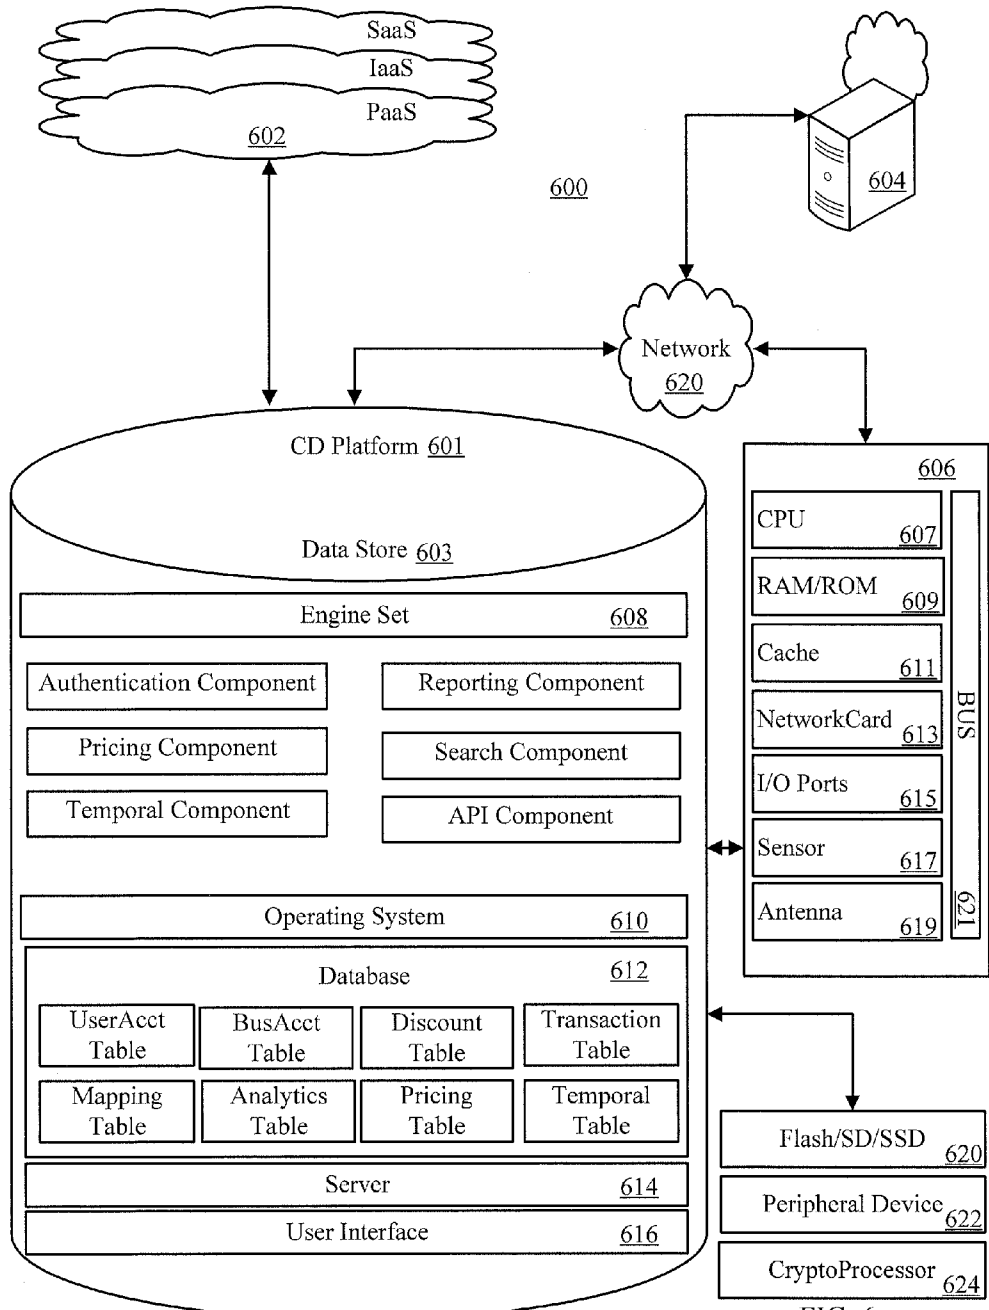 SaaS
IaaS
PaaS
602
600
604
Network
620
CD Platform 601
Data Store 603
Engine Set 608
Authentication Component
Reporting Component
Pricing Component
Search Component
Temporal Component
API Component
Operating System 610
Database 612
UserAcct
Table
BusAcct
Table
Discount
Table
Transaction
Table
Mapping
Table
Analytics
Table
Pricing
Table
Temporal
Table
Server 614
User Interface 616
606
CPU 607
RAM/ROM 609
Cache 611
NetworkCard 613
I/O Ports 615
Sensor 617
Antenna 619
BUS 621
Flash/SD/SSD 620
Peripheral Device 622
CryptoProcessor 624